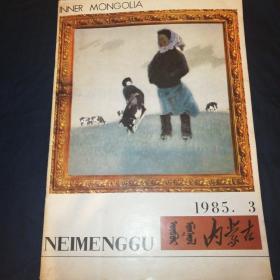 INNER MONGOLIA
1985. 3
NEIMENGGU
内蒙古